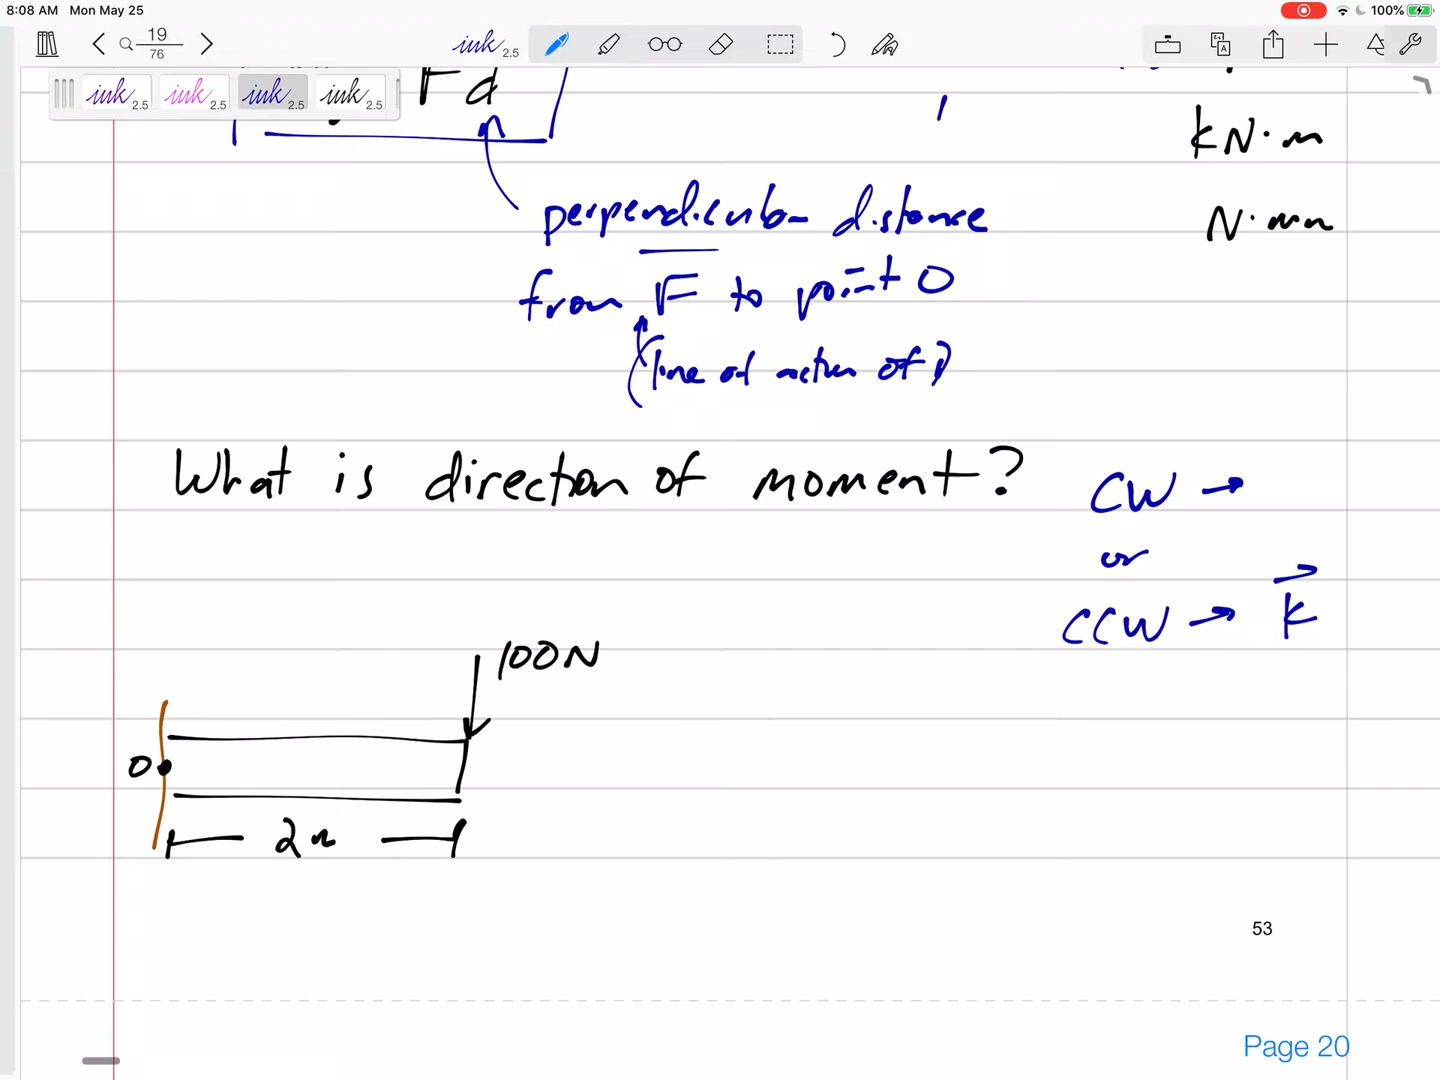 8:08 AM Mon May 25
100%
19
76
ink 2.5
ink 2.5
ink 2.5
ink 2.5
ink 2.5
F d
kN·m
perpendicular distance
N·mm
from F to point O
(line of action of F)
What is direction of moment?
CW →
or
CCW → k
100N
O
2m
53
Page 20